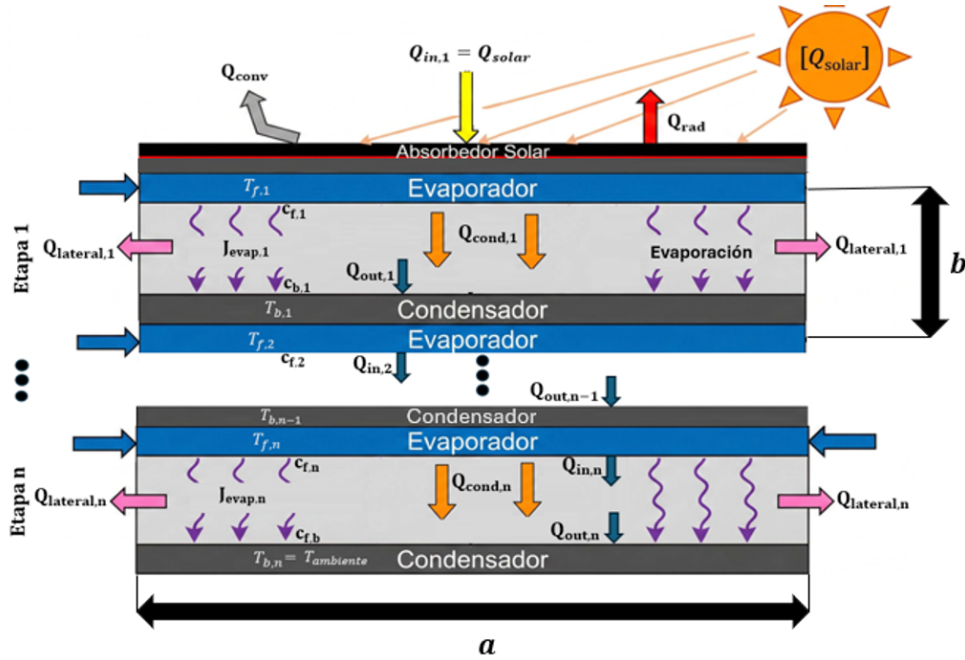 Q_in,1 = Q_solar
[Q_solar]
Q_conv
Q_rad
Absorbedor Solar
T_f,1 Evaporador
c_f,1
Etapa 1
Q_lateral,1
J_evap,1
Q_cond,1
Evaporación
Q_lateral,1
b
Q_out,1
c_b,1
T_b,1 Condensador
T_f,2 Evaporador
c_f,2
Q_in,2
Q_out,n−1
T_b,n−1 Condensador
T_f,n Evaporador
c_f,n
Q_in,n
Etapa n
Q_lateral,n
J_evap.n
Q_cond,n
Q_lateral,n
Q_out,n
c_f,b
T_b,n = T_ambiente Condensador
a